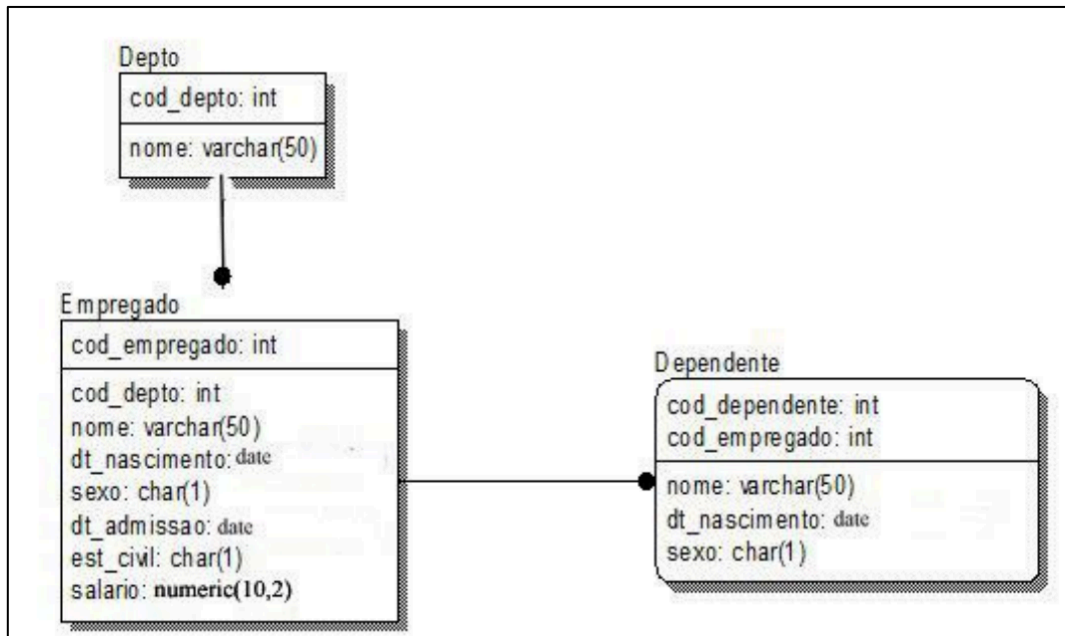 Depto
cod_depto: int
nome: varchar(50)
Empregado
cod_empregado: int
cod_depto: int
nome: varchar(50)
dt_nascimento: date
sexo: char(1)
dt_admissao: date
est_civil: char(1)
salario: numeric(10,2)
Dependente
cod_dependente: int
cod_empregado: int
nome: varchar(50)
dt_nascimento: date
sexo: char(1)